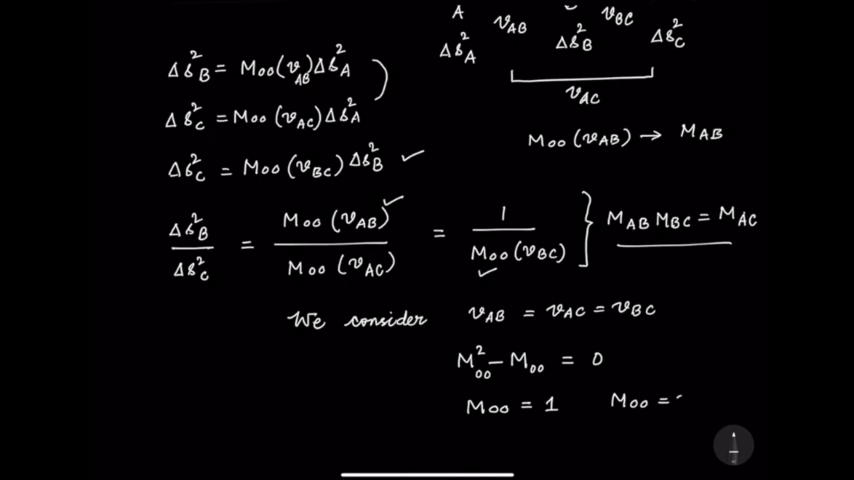 A v_AB v_BC
Δs²_A Δs²_B Δs²_C
v_AC
Δs²_B = M₀₀(v_AB)Δs²_A
Δs²_C = M₀₀(v_AC)Δs²_A
M₀₀(v_AB) → M_AB
Δs²_C = M₀₀(v_BC)Δs²_B ✓
Δs²_B / Δs²_C = M₀₀(v_AB) / M₀₀(v_AC) = 1 / M₀₀(v_BC) } M_AB M_BC = M_AC
We consider v_AB = v_AC = v_BC
M²₀₀ − M₀₀ = 0
M₀₀ = 1 M₀₀ =